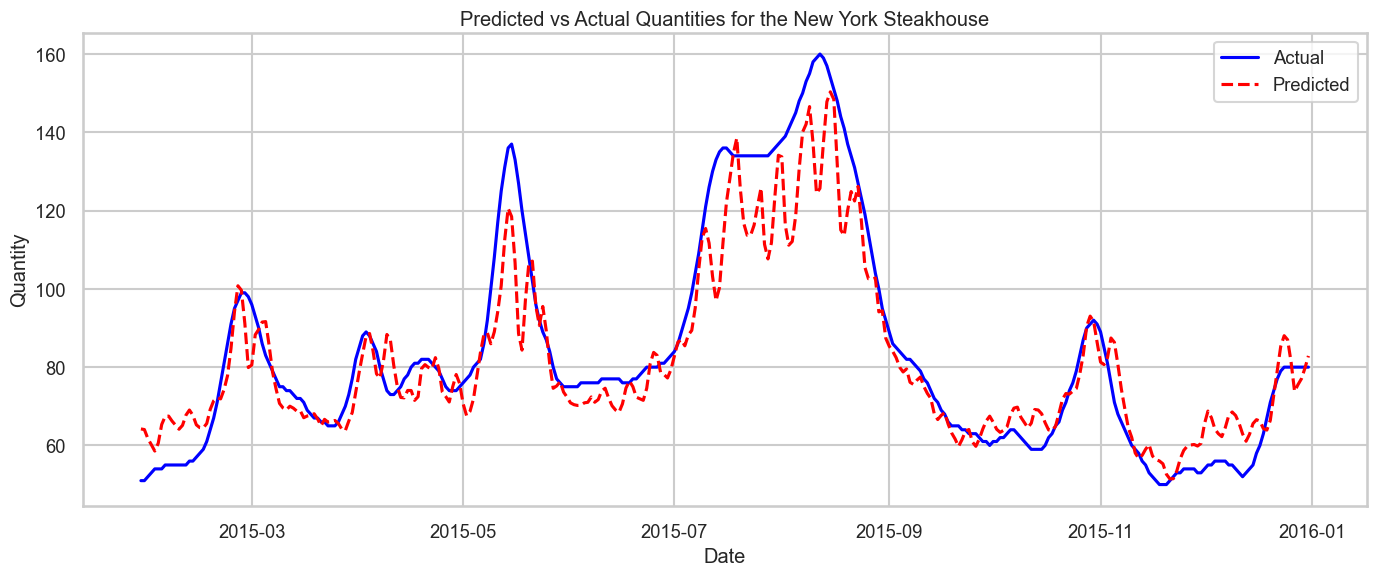 Predicted vs Actual Quantities for the New York Steakhouse
160
140
120
100
80
60
Quantity
Actual
Predicted
2015-03
2015-05
2015-07
2015-09
2015-11
2016-01
Date